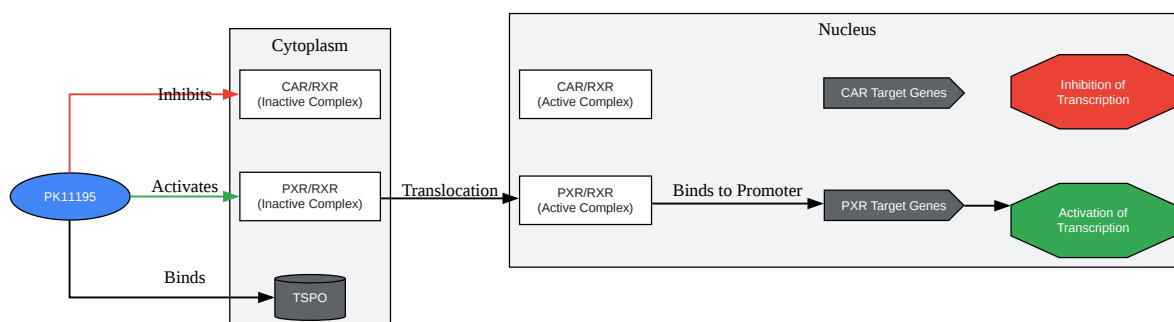 Cytoplasm
Nucleus
Inhibits
CAR/RXR
(Inactive Complex)
CAR/RXR
(Active Complex)
CAR Target Genes
Inhibition of
Transcription
PK11195
Activates
PXR/RXR
(Inactive Complex)
Translocation
PXR/RXR
(Active Complex)
Binds to Promoter
PXR Target Genes
Activation of
Transcription
Binds
TSPO